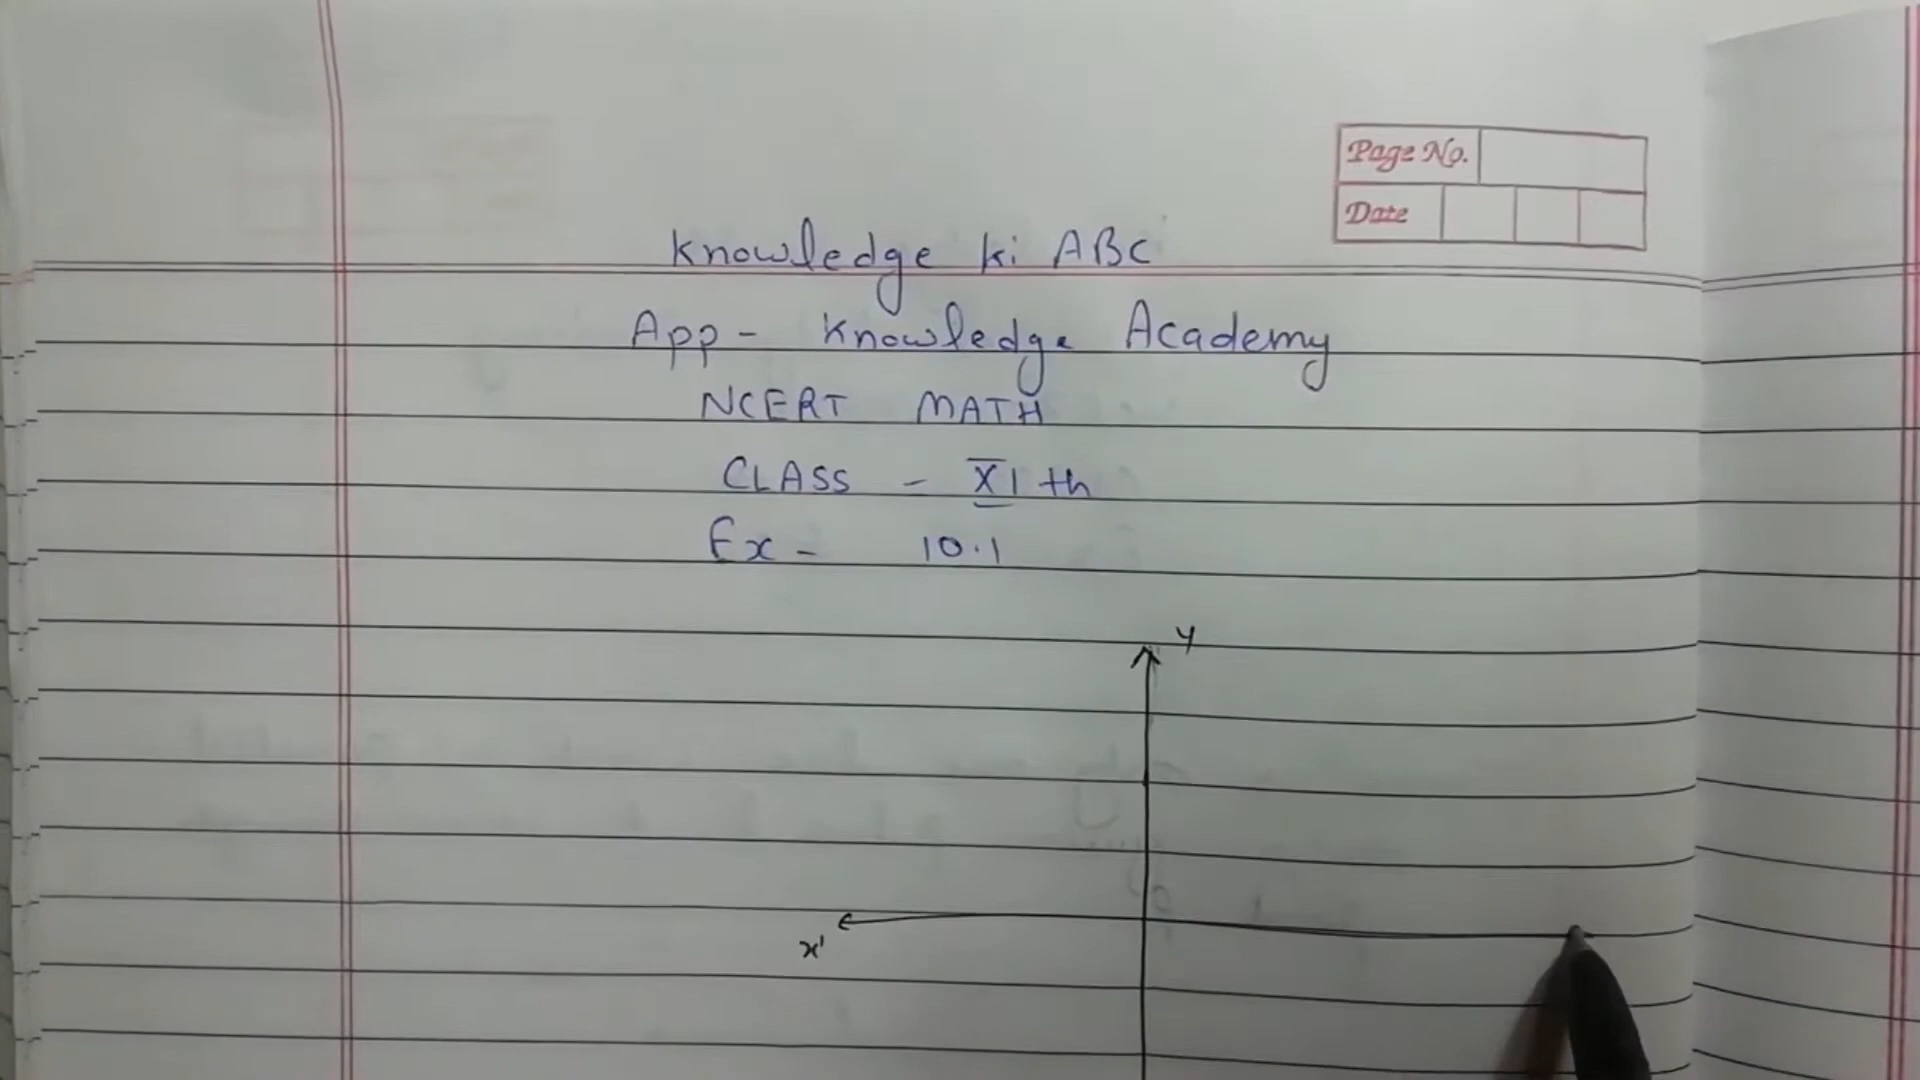 Page No.
Date
Knowledge ki ABC
App - Knowledge Academy
NCERT MATH
CLASS - XI th
Ex - 10.1
y
x'